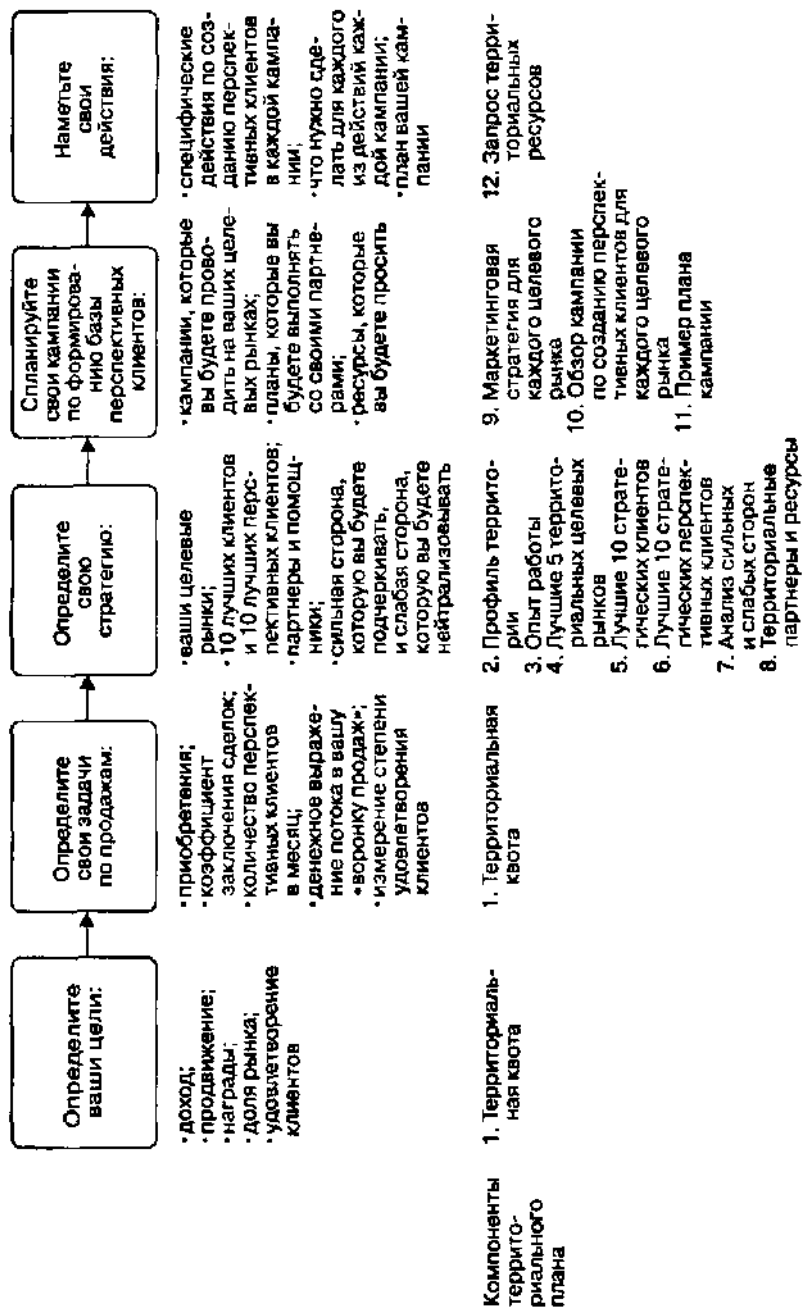 Определите
ваши цели:
•доход;
•продвижение;
•награды;
•доля рынка;
•удовлетворение
клиентов
Определите
свои задачи
по продажам:
•приобретения;
•коэффициент
заключения сделок;
•количество перспек-
тивных клиентов
в месяц;
•денежное выраже-
ние потока в вашу
«воронку продаж»;
•измерение степени
удовлетворения
клиентов
Определите
свою
стратегию:
•ваши целевые
рынки;
•10 лучших клиентов
и 10 лучших перс-
пективных клиентов;
•партнеры и помощ-
ники;
•сильная сторона,
которую вы будете
подчеркивать,
и слабая сторона,
которую вы будете
нейтрализовывать
Спланируйте
свои кампании
по формирова-
нию базы
перспективных
клиентов:
•кампании, которые
вы будете прово-
дить на ваших целе-
вых рынках;
•планы, которые вы
будете выполнять
со своими партне-
рами;
•ресурсы, которые
вы будете просить
Наметьте
свои
действия:
•специфические
действия по соз-
данию перспек-
тивных клиентов
в каждой кампа-
нии;
•что нужно сде-
лать для каждого
из действий каж-
дой кампании;
•план вашей кам-
пании
Компоненты
террито-
риального
плана
1. Территориаль-
ная квота
1. Территориальная
квота
2. Профиль террито-
рии
3. Опыт работы
4. Лучшие 5 террито-
риальных целевых
рынков
5. Лучшие 10 страте-
гических клиентов
6. Лучшие 10 страте-
гических перспек-
тивных клиентов
7. Анализ сильных
и слабых сторон
8. Территориальные
партнеры и ресурсы
9. Маркетинговая
стратегия для
каждого целевого
рынка
10. Обзор кампании
по созданию перспек-
тивных клиентов для
каждого целевого
рынка
11. Пример плана
кампании
12. Запрос терри-
ториальных
ресурсов